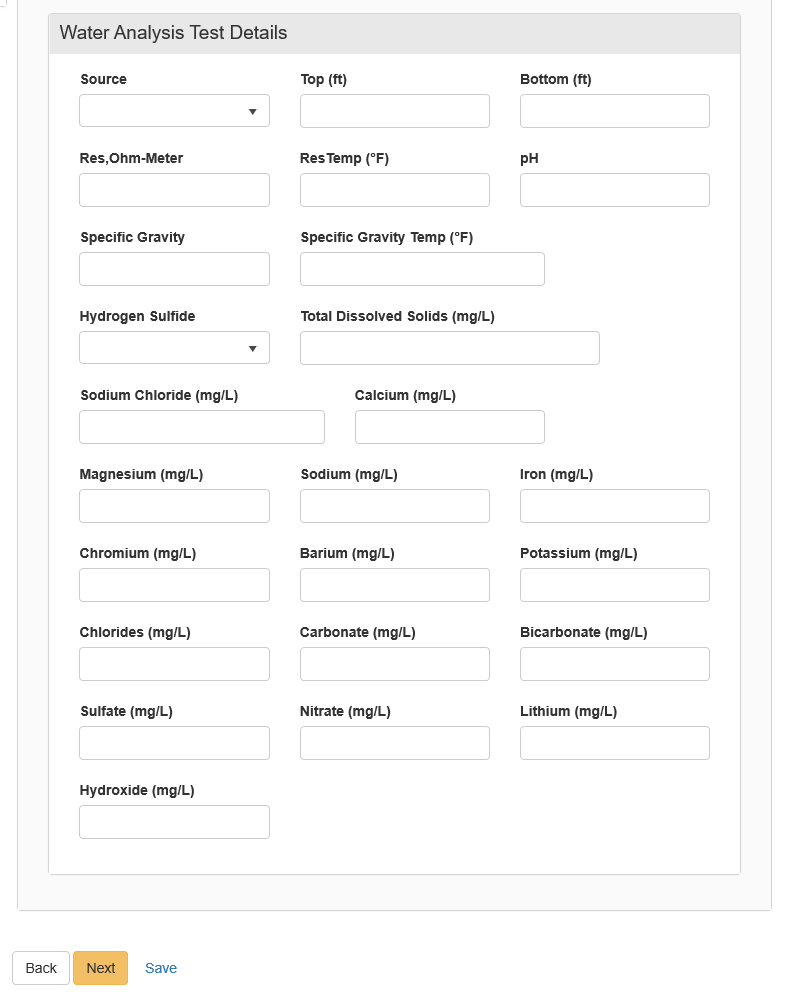 Water Analysis Test Details
Source Top (ft) Bottom (ft)
Res,Ohm-Meter ResTemp (°F) pH
Specific Gravity Specific Gravity Temp (°F)
Hydrogen Sulfide Total Dissolved Solids (mg/L)
Sodium Chloride (mg/L) Calcium (mg/L)
Magnesium (mg/L) Sodium (mg/L) Iron (mg/L)
Chromium (mg/L) Barium (mg/L) Potassium (mg/L)
Chlorides (mg/L) Carbonate (mg/L) Bicarbonate (mg/L)
Sulfate (mg/L) Nitrate (mg/L) Lithium (mg/L)
Hydroxide (mg/L)
Back Next Save